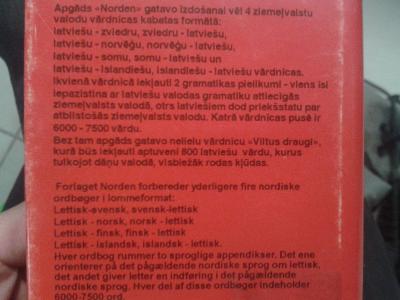 Apgāds «Norden» gatavo izdošanai vēl 4 ziemeļvalstu
valodu vārdnīcas kabatas formātā:
latviešu - zviedru, zviedru - latviešu,
latviešu - norvēģu, norvēģu - latviešu,
latviešu - somu, somu - latviešu un
latviešu - islandiešu, islandiešu - latviešu vārdnīcas.
Ikvienā vārdnīcā iekļauti 2 gramatikas pielikumi - viens īsi
iepazīstina ar latviešu valodas gramatiku attiecīgās
ziemeļvalsts valodā, otrs latviešiem dod priekšstatu par
atbilstošās ziemeļvalsts valodu. Katrā vārdnīcas pusē ir
6000 - 7500 vārdu.
Bez tam apgāds gatavo nelielu vārdnīcu «Viltus draugi»,
kurā būs iekļauti aptuveni 800 latviešu vārdu, kurus
tulkojot dāņu valodā, visbiežāk rodas kļūdas.
Forlaget Norden forbereder yderligere fire nordiske
ordbøger i lommeformat:
Lettisk-svensk, svensk-lettisk
Lettisk - norsk, norsk - lettisk
Lettisk - finsk, finsk - lettisk
Lettisk - islandsk, islandsk - lettisk.
Hver ordbog rummer to sproglige appendikser. Det ene
orienterer på det pågældende nordiske sprog om lettisk,
det andet giver letter en indføring i det pågældende
nordiske sprog. Hver del af disse ordbøger indeholder
6000-7500 ord.